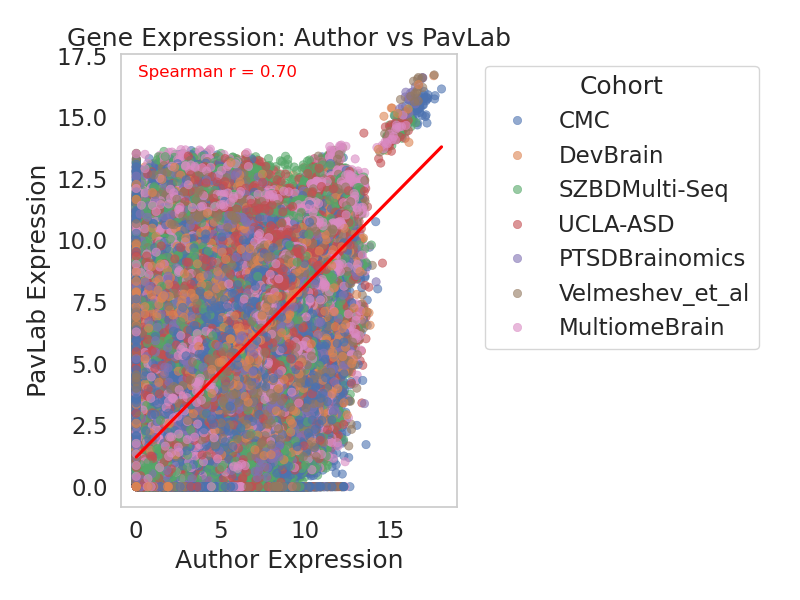 Gene Expression: Author vs PavLab
Spearman r = 0.70
17.5
15.0
12.5
10.0
7.5
5.0
2.5
0.0
PavLab Expression
0 5 10 15
Author Expression
Cohort
CMC
DevBrain
SZBDMulti-Seq
UCLA-ASD
PTSDBrainomics
Velmeshev_et_al
MultiomeBrain